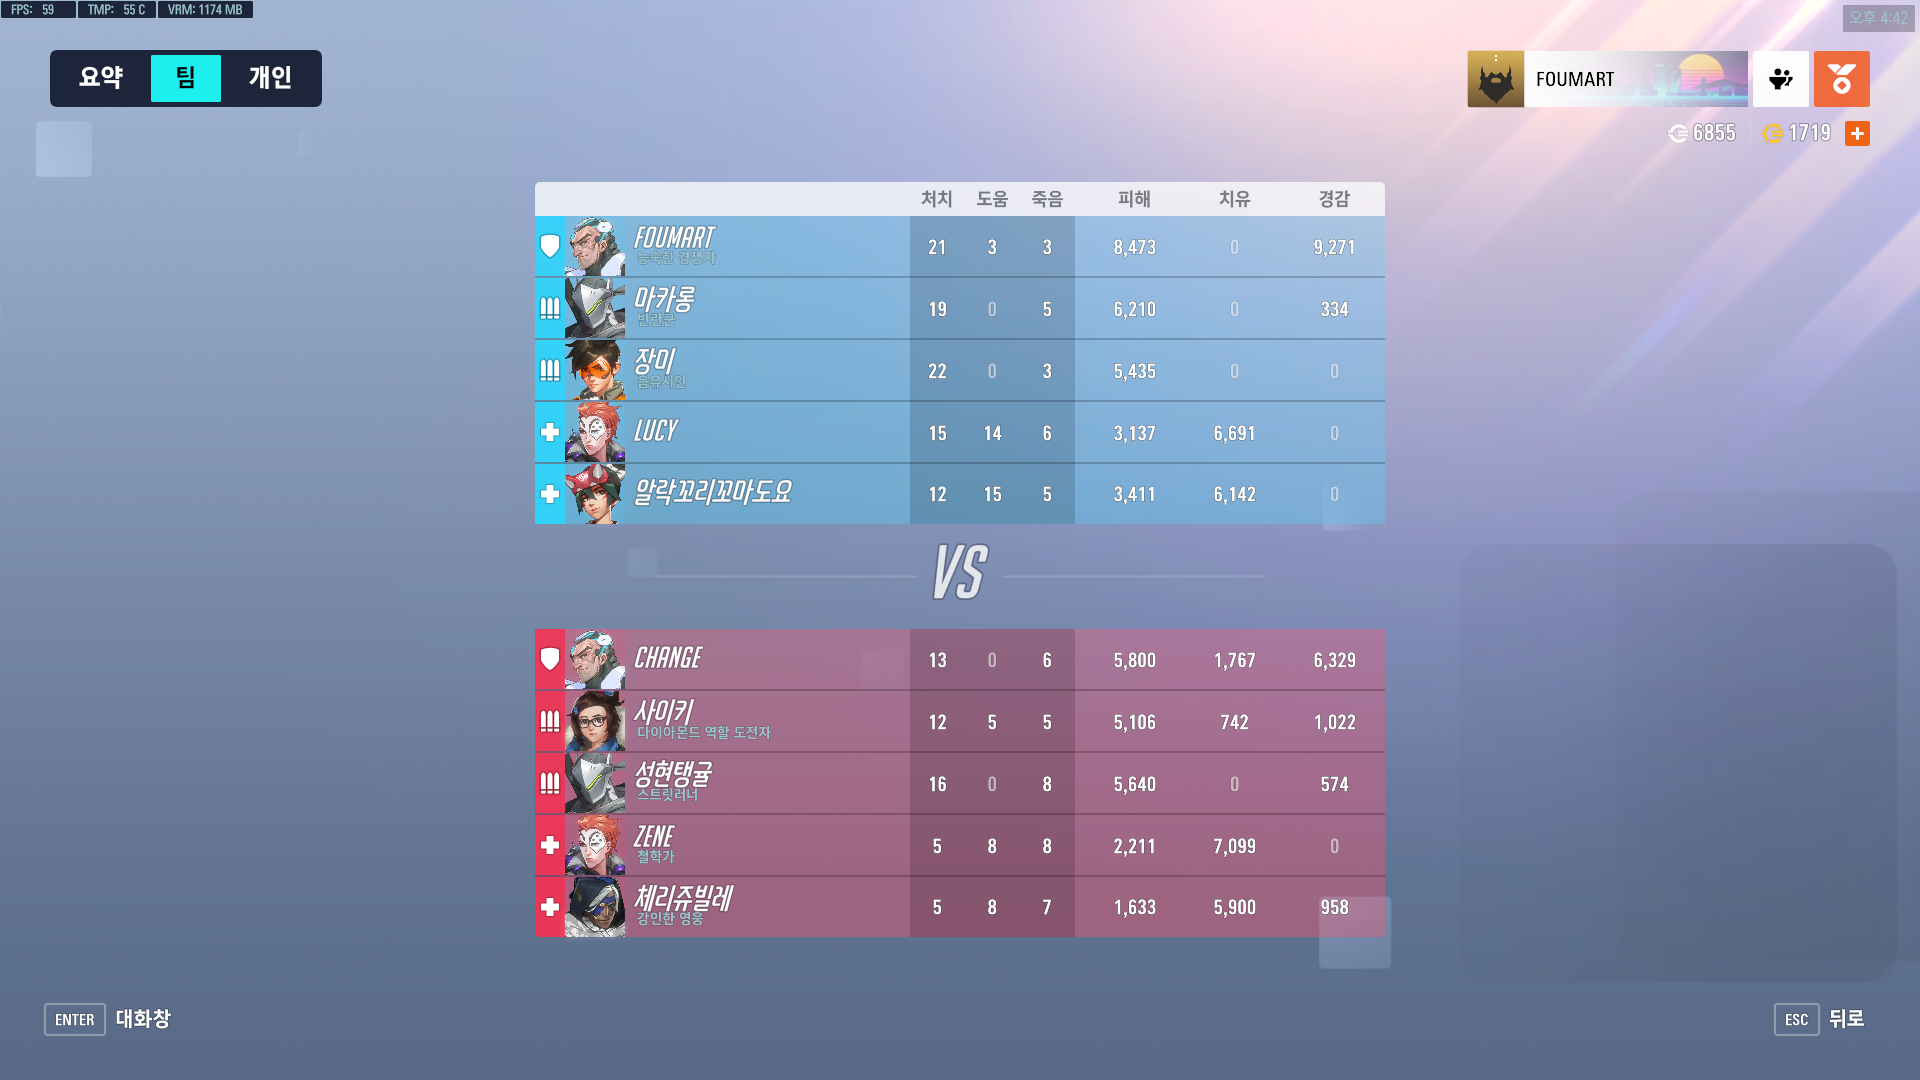 FPS: 59 TMP: 55 C VRM: 1174 MB
오후 4:42
요약 팀 개인
FOUMART
6855 1719
처치 도움 죽음 피해 치유 경감
FOUMART 21 3 3 8,473 0 9,271
능숙한 경쟁자
마카롱 19 0 5 6,210 0 334
반란군
장미 22 0 3 5,435 0 0
음유시인
LUCY 15 14 6 3,137 6,691 0
알락꼬리꼬마도요 12 15 5 3,411 6,142 0
VS
CHANGE 13 0 6 5,800 1,767 6,329
사이키 12 5 5 5,106 742 1,022
다이아몬드 역할 도전자
성현탱귤 16 0 8 5,640 0 574
스트릿러너
ZENE 5 8 8 2,211 7,099 0
철학가
체리쥬빌레 5 8 7 1,633 5,900 958
강인한 영웅
ENTER 대화창
ESC 뒤로